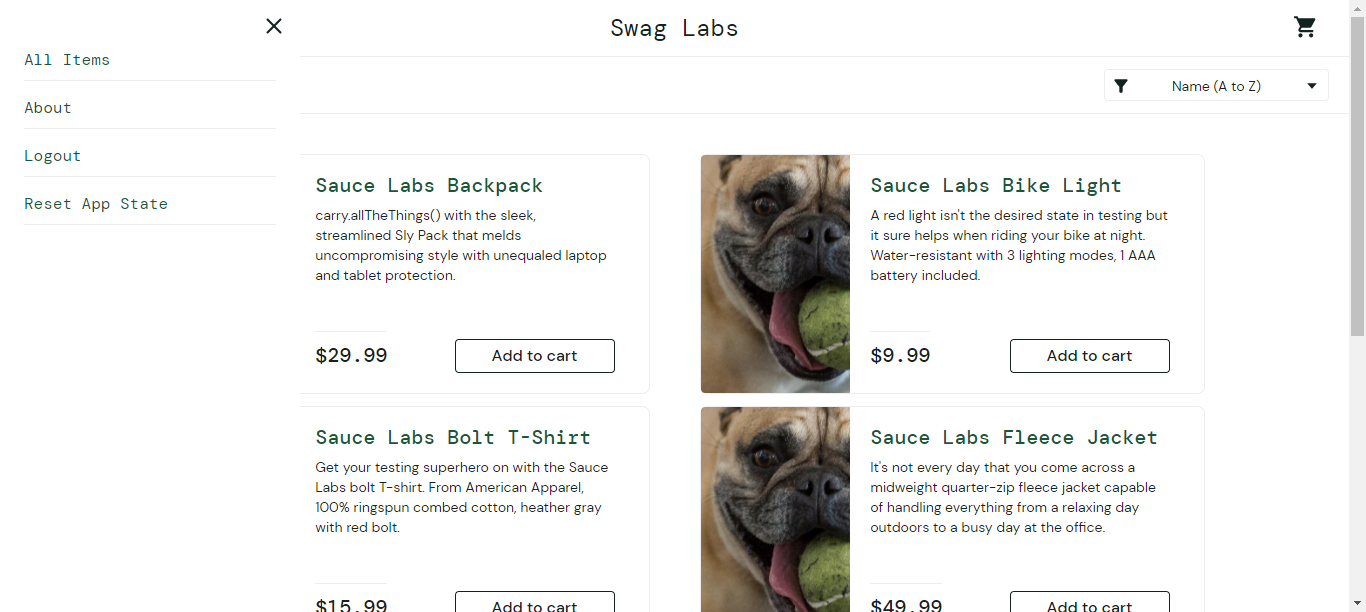 All Items
About
Logout
Reset App State
Swag Labs
Name (A to Z)
Sauce Labs Backpack
carry.allTheThings() with the sleek,
streamlined Sly Pack that melds
uncompromising style with unequaled laptop
and tablet protection.
$29.99
Add to cart
Sauce Labs Bike Light
A red light isn't the desired state in testing but
it sure helps when riding your bike at night.
Water-resistant with 3 lighting modes, 1 AAA
battery included.
$9.99
Add to cart
Sauce Labs Bolt T-Shirt
Get your testing superhero on with the Sauce
Labs bolt T-shirt. From American Apparel,
100% ringspun combed cotton, heather gray
with red bolt.
$15.99
Add to cart
Sauce Labs Fleece Jacket
It's not every day that you come across a
midweight quarter-zip fleece jacket capable
of handling everything from a relaxing day
outdoors to a busy day at the office.
$49.99
Add to cart